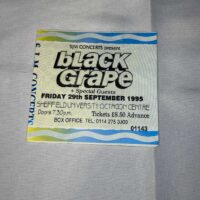 SJM CONCERTS present
black
GRAPE
+ Special Guests
FRIDAY 29th SEPTEMBER 1995
SHEFFIELD UNIVERSITY OCTAGON CENTRE
Doors 7.30p.m. Tickets £8.50 Advance
BOX OFFICE TEL: 0114 275 3300
01143
S.J.M. CONCERTS